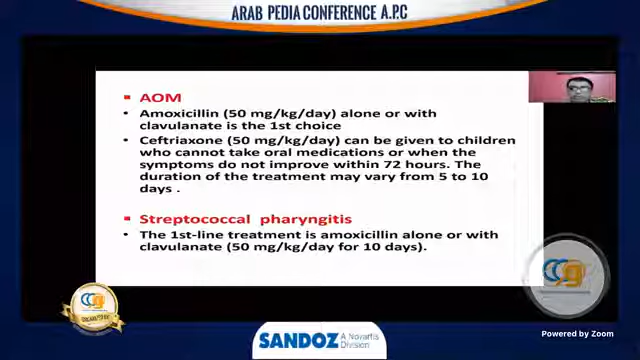 ARAB PEDIA CONFERENCE A.P.C
AOM
Amoxicillin (50 mg/kg/day) alone or with
clavulanate is the 1st choice
Ceftriaxone (50 mg/kg/day) can be given to children
who cannot take oral medications or when the
symptoms do not improve within 72 hours. The
duration of the treatment may vary from 5 to 10
days .
Streptococcal pharyngitis
The 1st-line treatment is amoxicillin alone or with
clavulanate (50 mg/kg/day for 10 days).
SANDOZ A Novartis
Division
Powered by Zoom